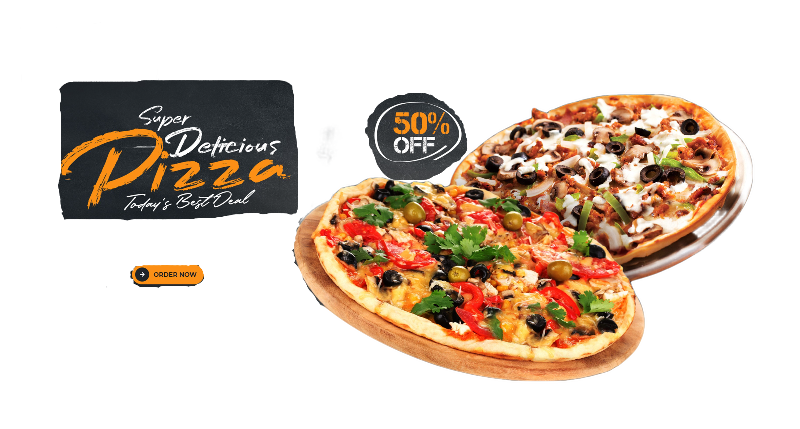 Super
Delicious
Pizza
Today's Best Deal
50%
OFF
ORDER NOW